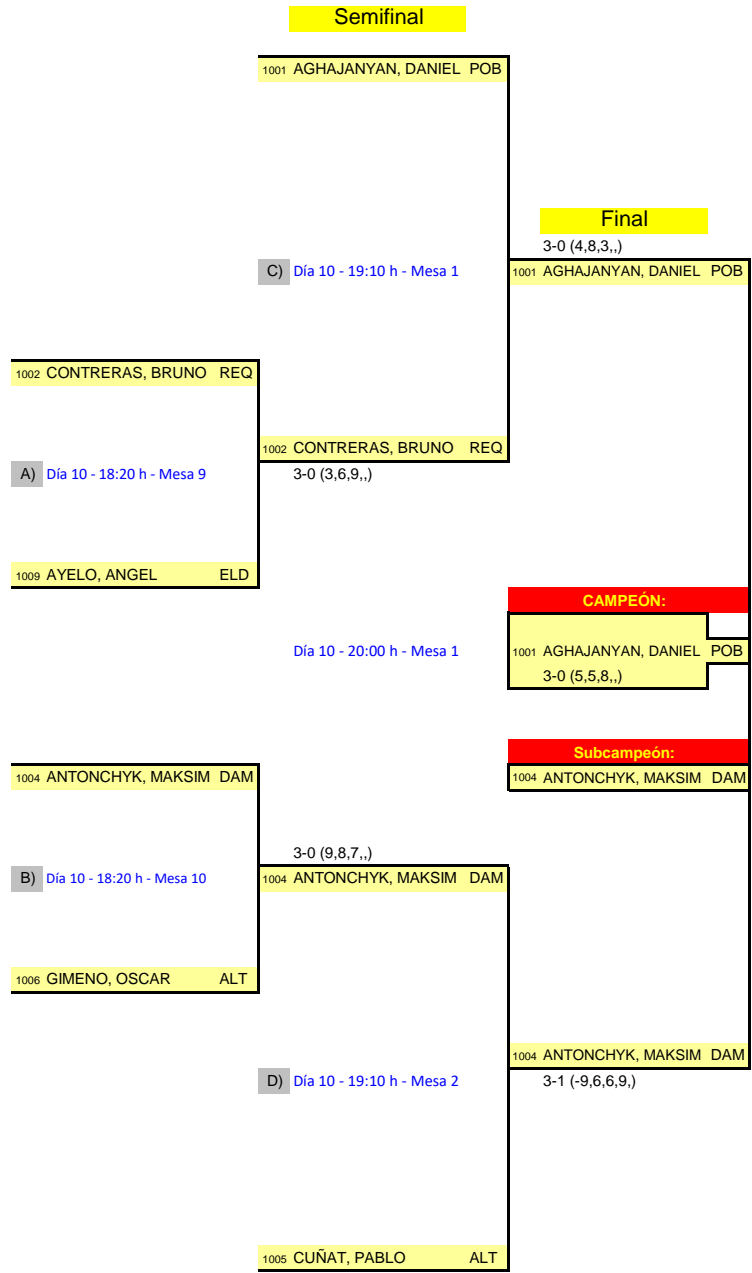 Semifinal
1001 AGHAJANYAN, DANIEL POB
Final
3-0 (4,8,3,,)
C) Día 10 - 19:10 h - Mesa 1
1001 AGHAJANYAN, DANIEL POB
1002 CONTRERAS, BRUNO REQ
1002 CONTRERAS, BRUNO REQ
A) Día 10 - 18:20 h - Mesa 9
3-0 (3,6,9,,)
1009 AYELO, ANGEL ELD
CAMPEÓN:
Día 10 - 20:00 h - Mesa 1
1001 AGHAJANYAN, DANIEL POB
3-0 (5,5,8,,)
Subcampeón:
1004 ANTONCHYK, MAKSIM DAM
1004 ANTONCHYK, MAKSIM DAM
3-0 (9,8,7,,)
B) Día 10 - 18:20 h - Mesa 10
1004 ANTONCHYK, MAKSIM DAM
1006 GIMENO, OSCAR ALT
1004 ANTONCHYK, MAKSIM DAM
D) Día 10 - 19:10 h - Mesa 2
3-1 (-9,6,6,9,)
1005 CUÑAT, PABLO ALT